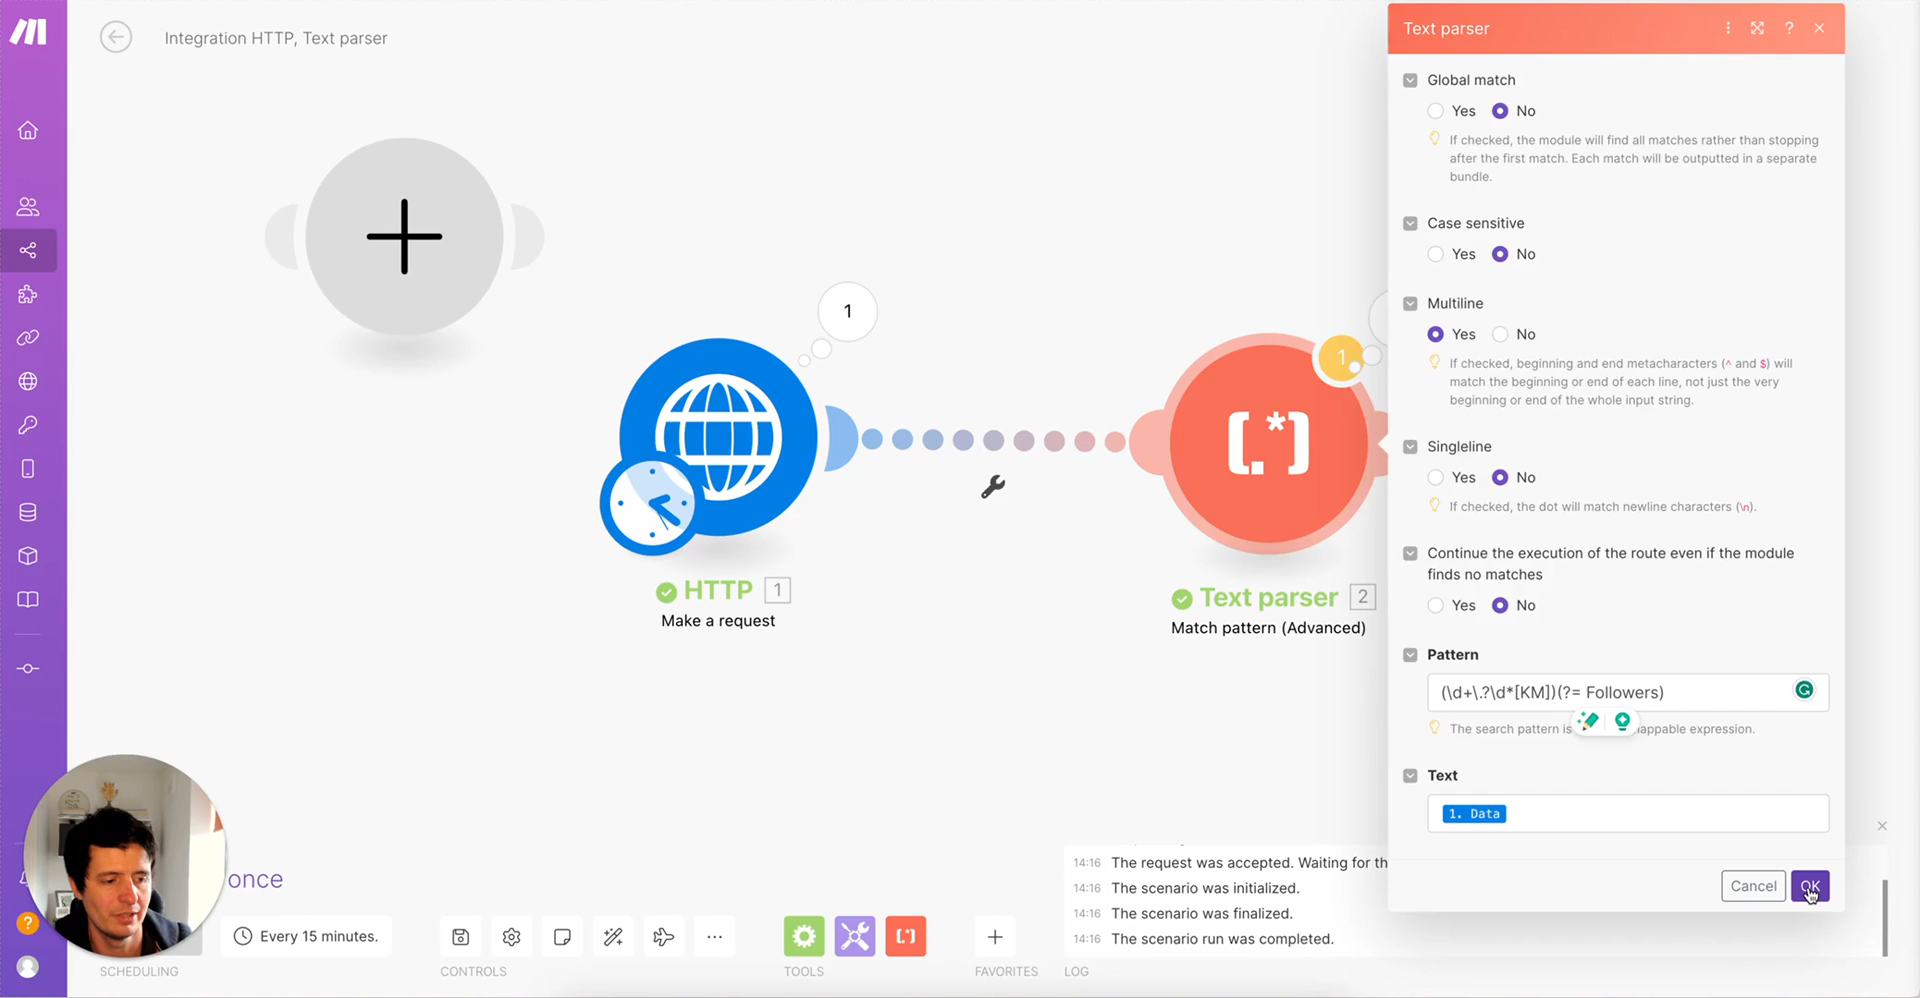 Integration HTTP, Text parser
1
HTTP 1
Make a request
1
[.*]
Text parser 2
Match pattern (Advanced)
Text parser
?
Global match
Yes No
If checked, the module will find all matches rather than stopping
after the first match. Each match will be outputted in a separate
bundle.
Case sensitive
Yes No
Multiline
Yes No
If checked, beginning and end metacharacters (^ and $) will
match the beginning or end of each line, not just the very
beginning or end of the whole input string.
Singleline
Yes No
If checked, the dot will match newline characters (\n).
Continue the execution of the route even if the module
finds no matches
Yes No
Pattern
(\d+\.?\d*[KM])(?= Followers)
The search pattern is mappable expression.
Text
1. Data
Cancel OK
once
?
Every 15 minutes.
SCHEDULING
CONTROLS
[.*]
TOOLS
FAVORITES
LOG
14:16 The request was accepted. Waiting for th
14:16 The scenario was initialized.
14:16 The scenario was finalized.
14:16 The scenario run was completed.